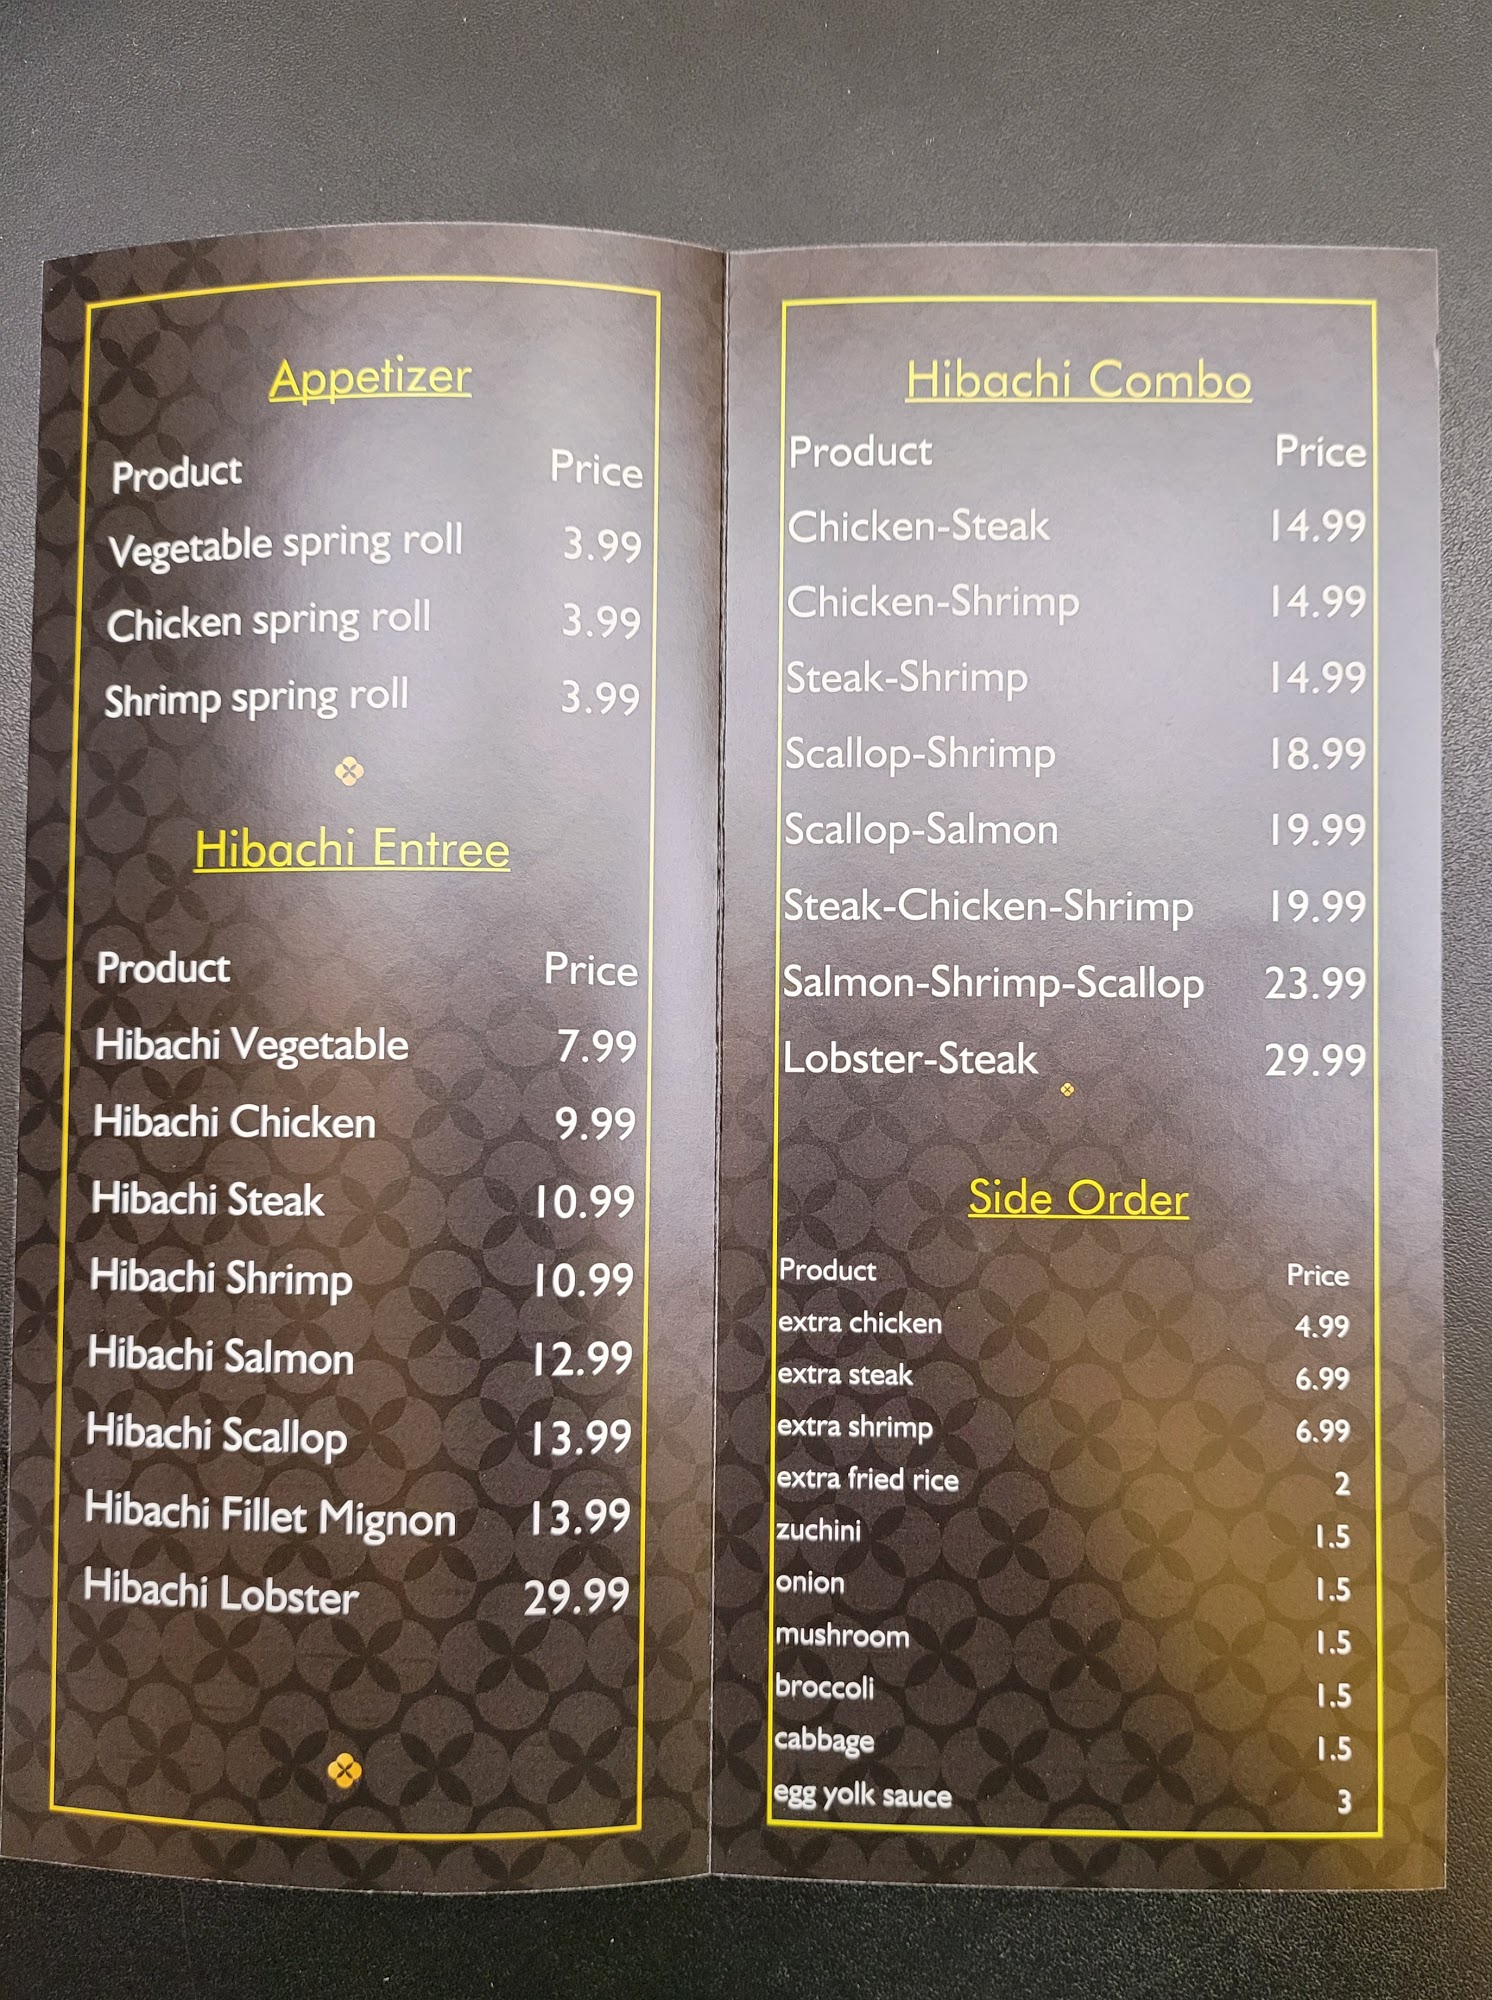 Appetizer
Product Price
Vegetable spring roll 3.99
Chicken spring roll 3.99
Shrimp spring roll 3.99
Hibachi Entree
Product Price
Hibachi Vegetable 7.99
Hibachi Chicken 9.99
Hibachi Steak 10.99
Hibachi Shrimp 10.99
Hibachi Salmon 12.99
Hibachi Scallop 13.99
Hibachi Fillet Mignon 13.99
Hibachi Lobster 29.99
Hibachi Combo
Product Price
Chicken-Steak 14.99
Chicken-Shrimp 14.99
Steak-Shrimp 14.99
Scallop-Shrimp 18.99
Scallop-Salmon 19.99
Steak-Chicken-Shrimp 19.99
Salmon-Shrimp-Scallop 23.99
Lobster-Steak 29.99
Side Order
Product Price
extra chicken 4.99
extra steak 6.99
extra shrimp 6.99
extra fried rice 2
zuchini 1.5
onion 1.5
mushroom 1.5
broccoli 1.5
cabbage 1.5
egg yolk sauce 3